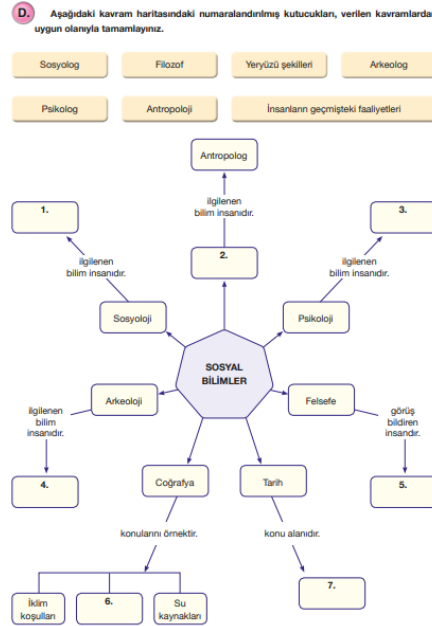 D. Aşağıdaki kavram haritasındaki numaralandırılmış kutucukları, verilen kavramlardan
uygun olanıyla tamamlayınız.
Sosyolog
Filozof
Yeryüzü şekilleri
Arkeolog
Psikolog
Antropoloji
İnsanların geçmişteki faaliyetleri
Antropolog
ilgilenen
bilim insanıdır.
1.
2.
3.
ilgilenen
bilim insanıdır.
ilgilenen
bilim insanıdır.
Sosyoloji
Psikoloji
SOSYAL
BİLİMLER
Arkeoloji
Felsefe
ilgilenen
bilim
insanıdır.
görüş
bildiren
insandır.
4.
Coğrafya
Tarih
5.
konularını örnektir.
konu alanıdır.
İklim
koşulları
6.
Su
kaynakları
7.